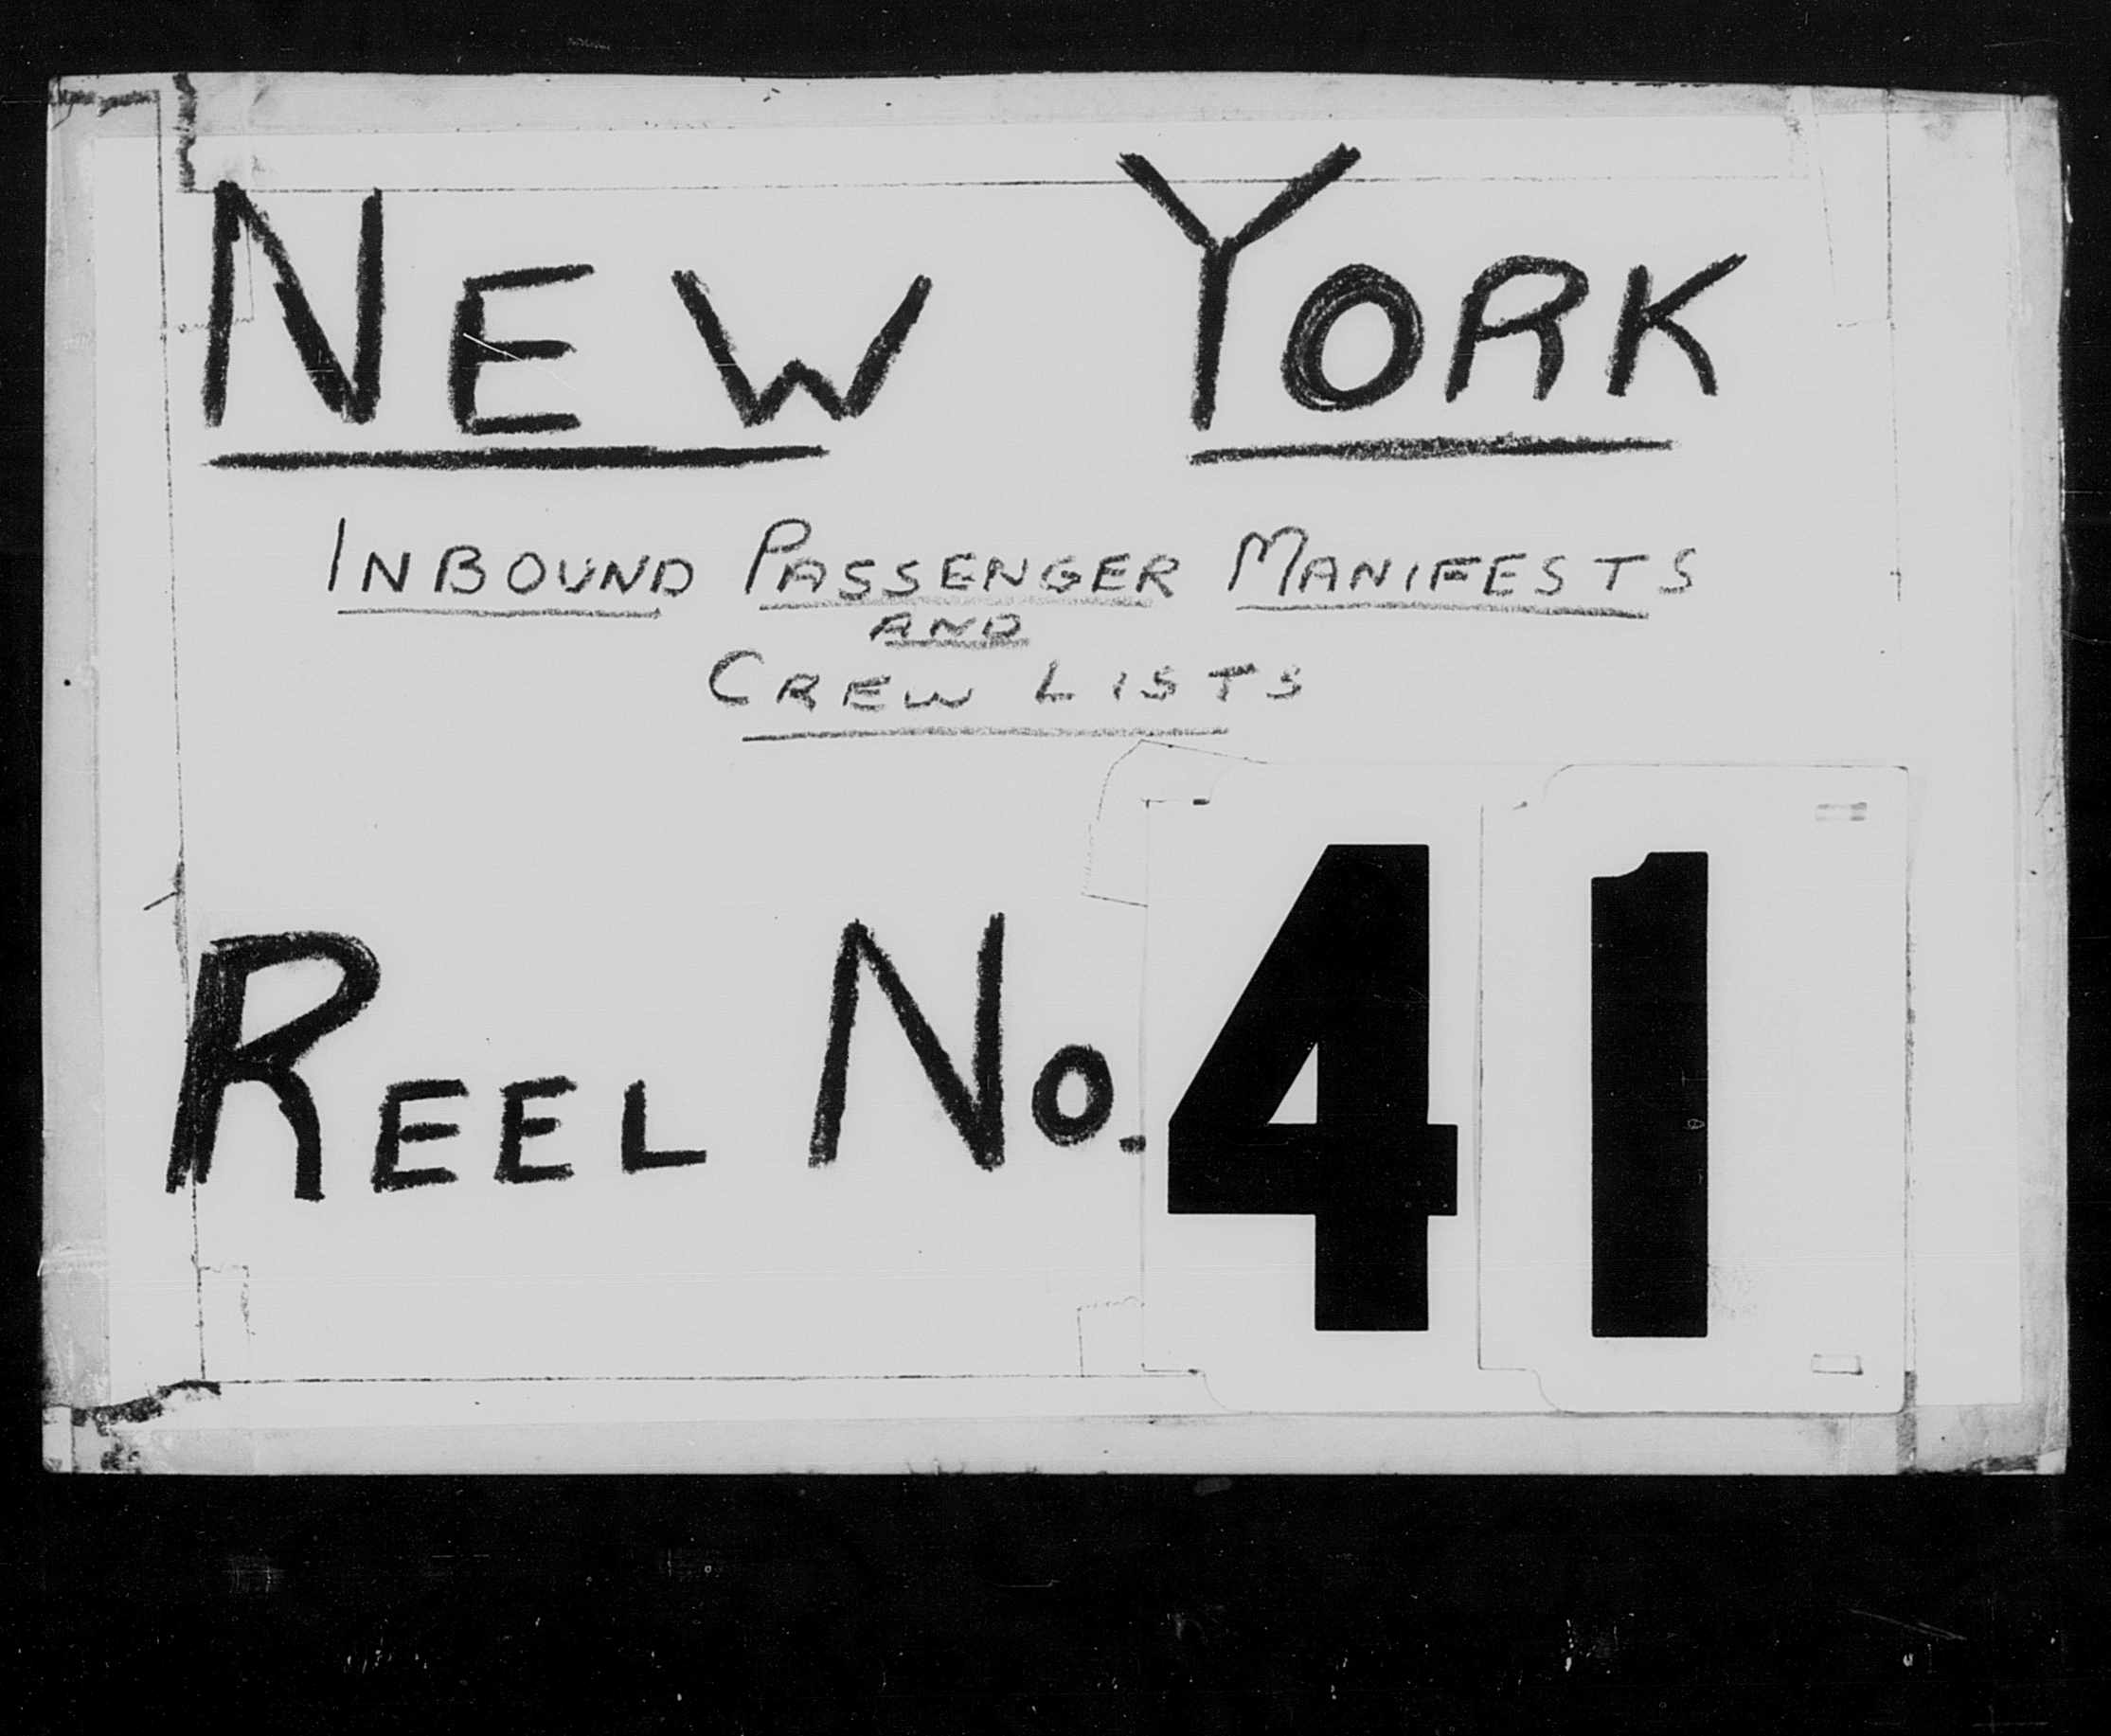 NEW YORK
INBOUND PASSENGER MANIFESTS
AND
CREW LISTS
REEL No. 41